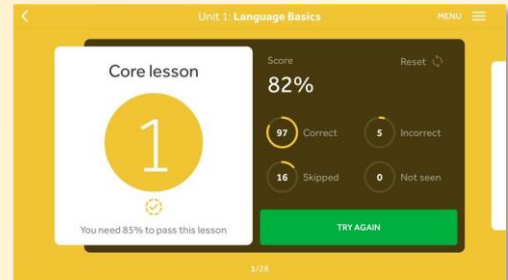 Unit 1: Language Basics
MENU
Core lesson
1
You need 85% to pass this lesson
Score
Reset
82%
97 Correct
5 Incorrect
16 Skipped
0 Not seen
TRY AGAIN
1/28